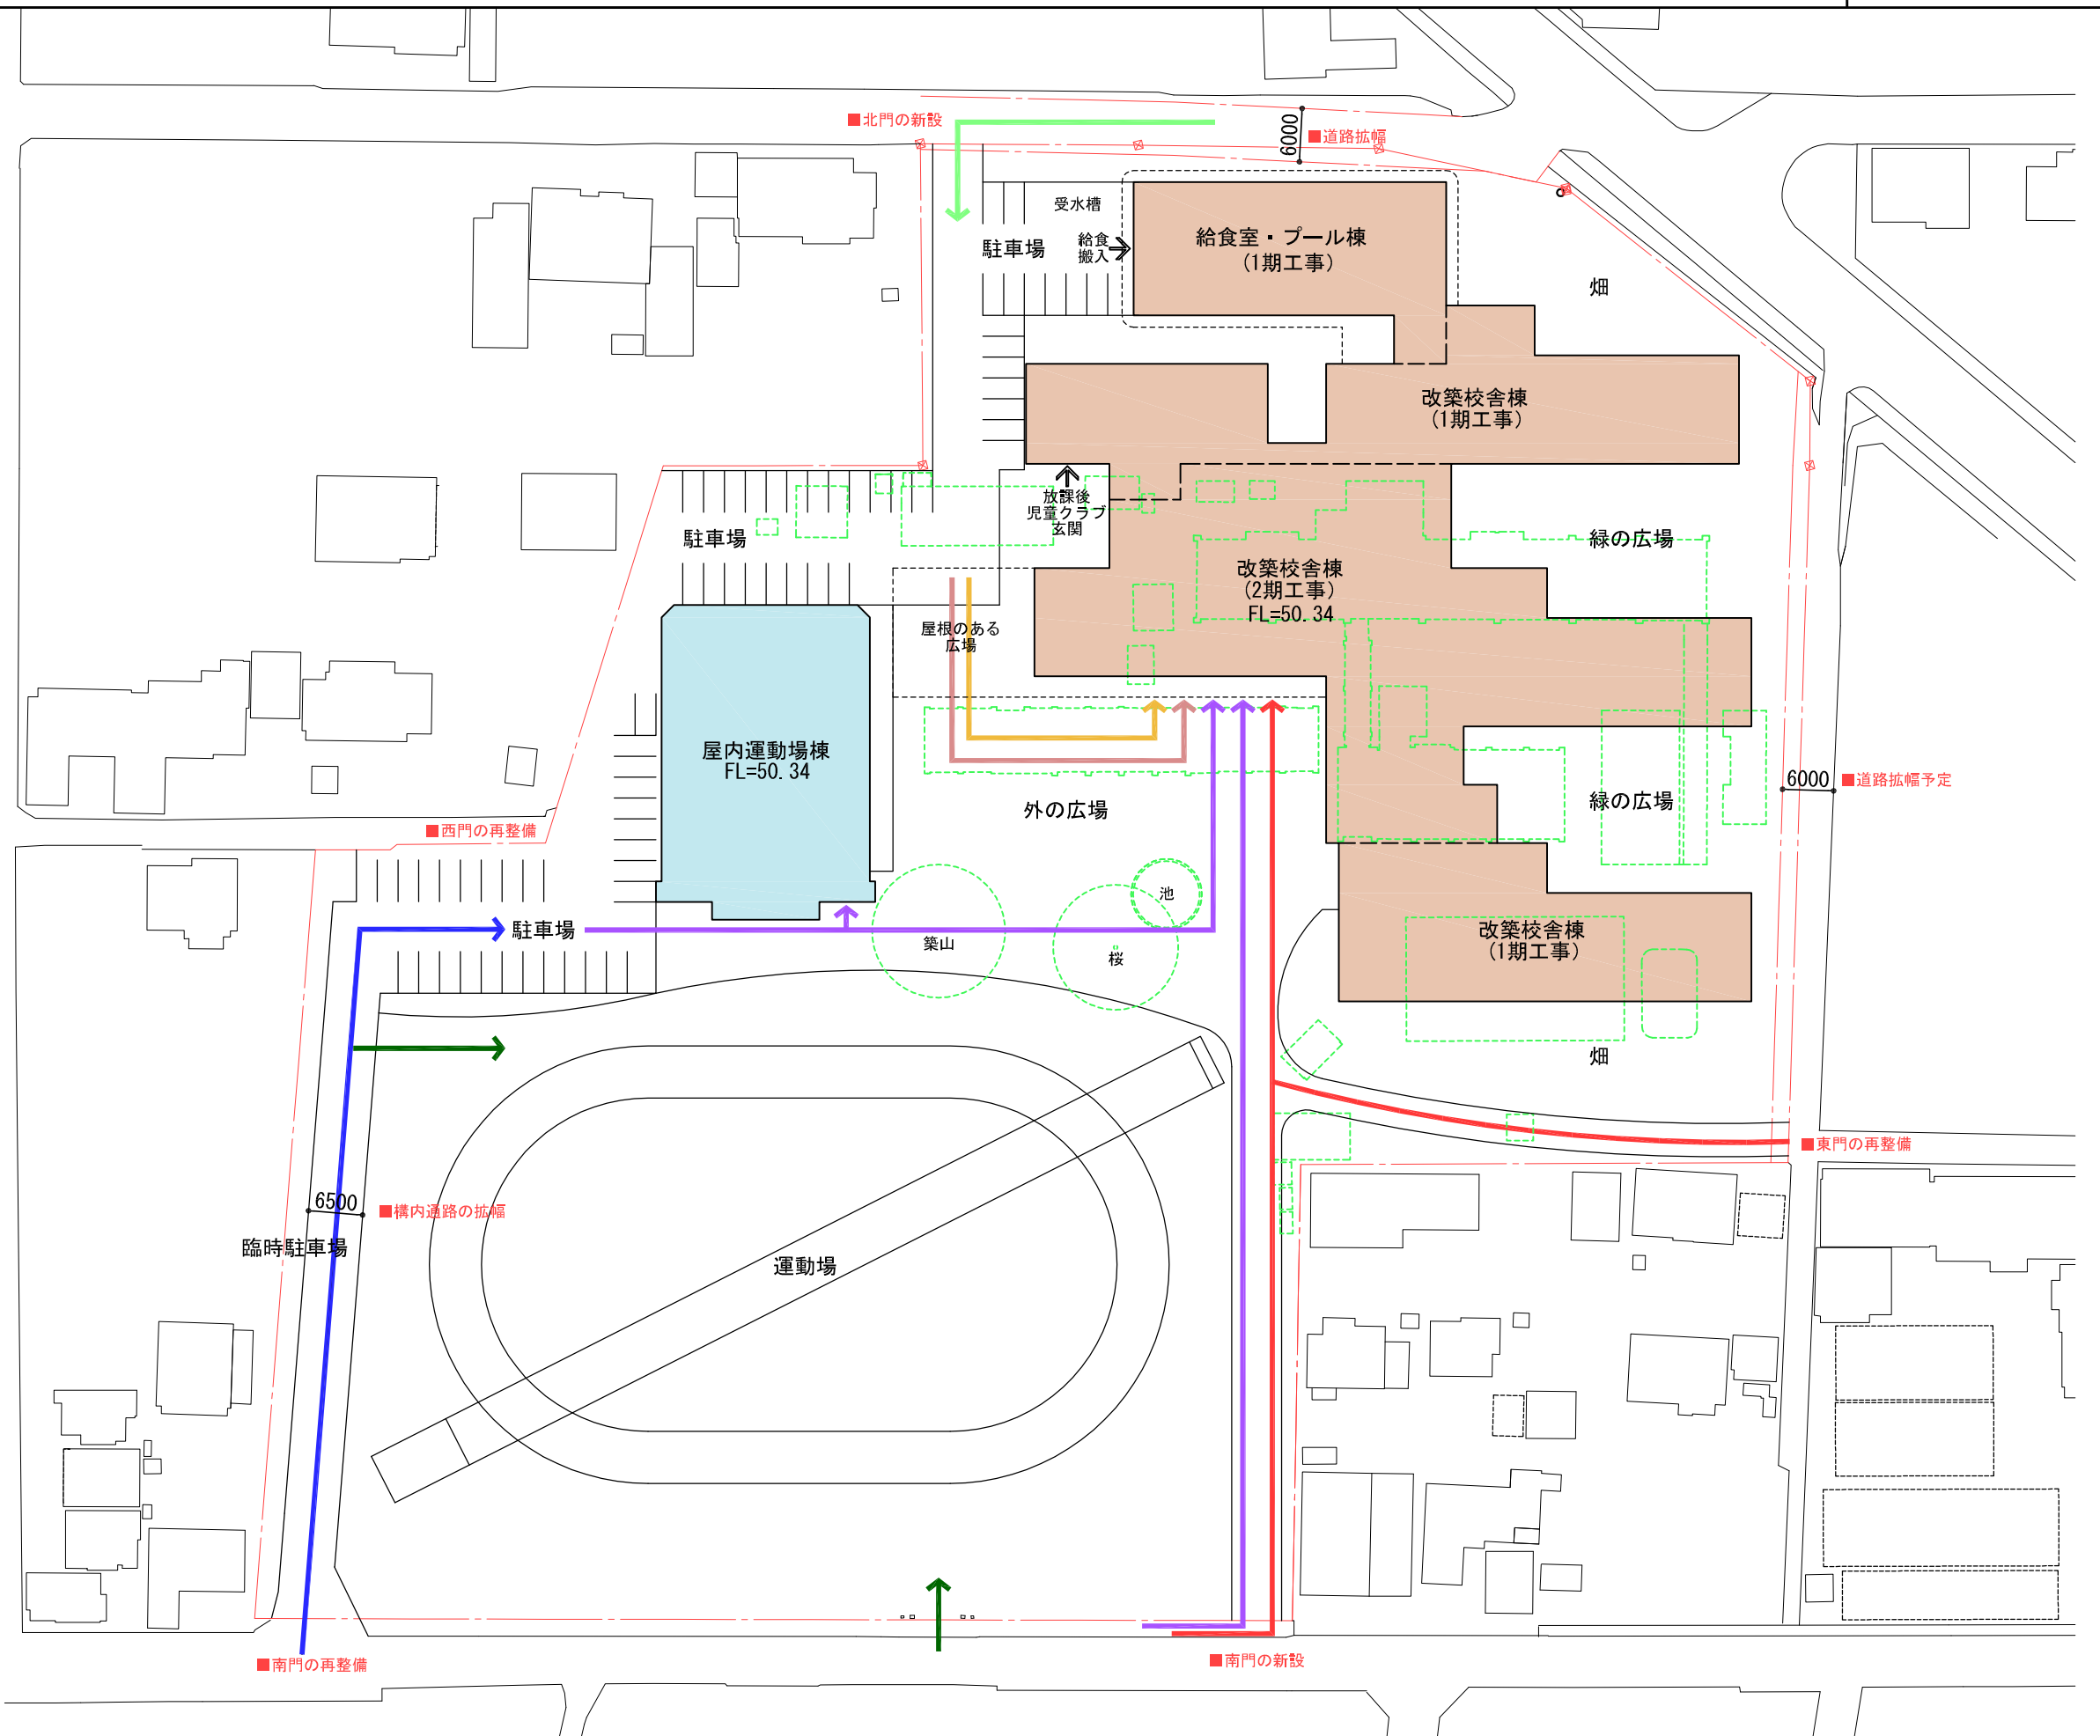 ■北門の新設
6000
■道路拡幅
受水槽
駐車場
給食
搬入
給食室・プール棟
(1期工事)
畑
改築校舎棟
(1期工事)
放課後
児童クラブ
玄関
駐車場
緑の広場
改築校舎棟
(2期工事)
FL=50.34
屋根のある
広場
屋内運動場棟
FL=50.34
外の広場
緑の広場
6000
■道路拡幅予定
■西門の再整備
池
駐車場
築山
桜
改築校舎棟
(1期工事)
畑
■東門の再整備
6500
■構内通路の拡幅
臨時駐車場
運動場
■南門の再整備
■南門の新設